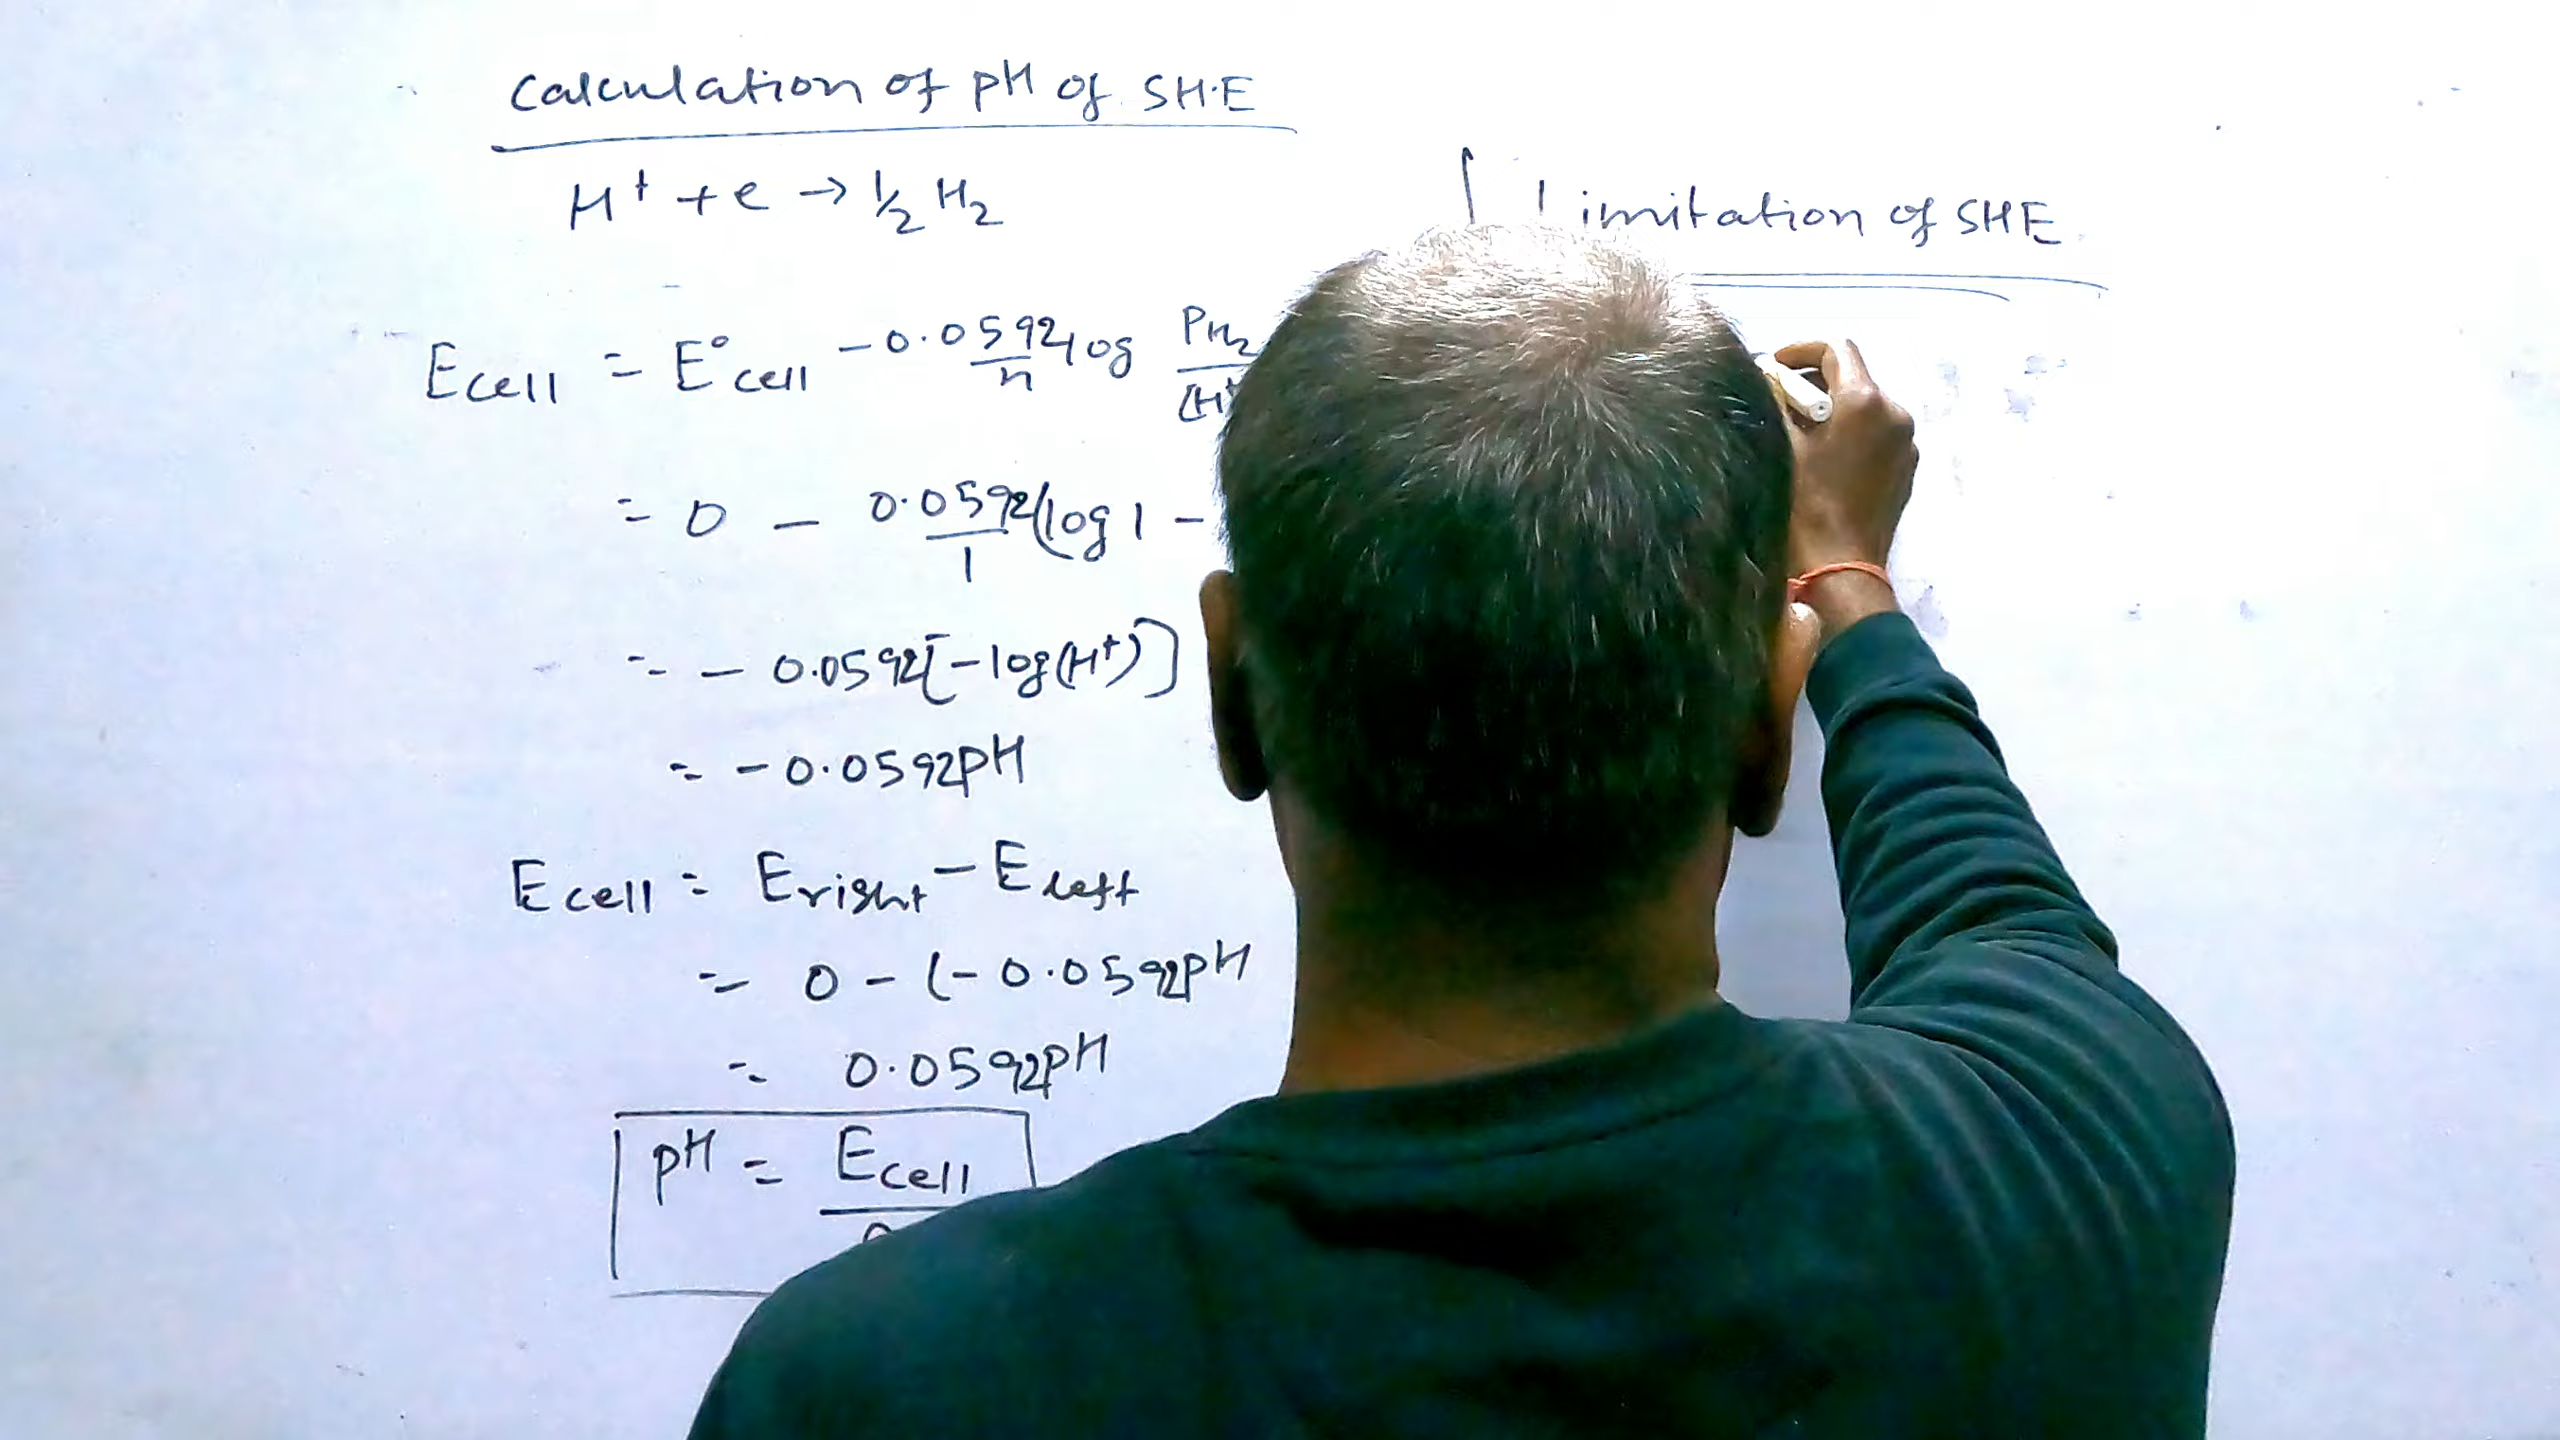 Calculation of pH of SH.E
H⁺ + e → ½ H₂
Ecell = E°cell - 0.0592/n log PH₂/[H⁺
= 0 - 0.0592/1 (log 1 -
= - 0.0592[-log(H⁺)]
= - 0.0592pH
Ecell = Eright - Eleft
= 0 - (- 0.0592pH
= 0.0592pH
pH = Ecell
Limitation of SHE